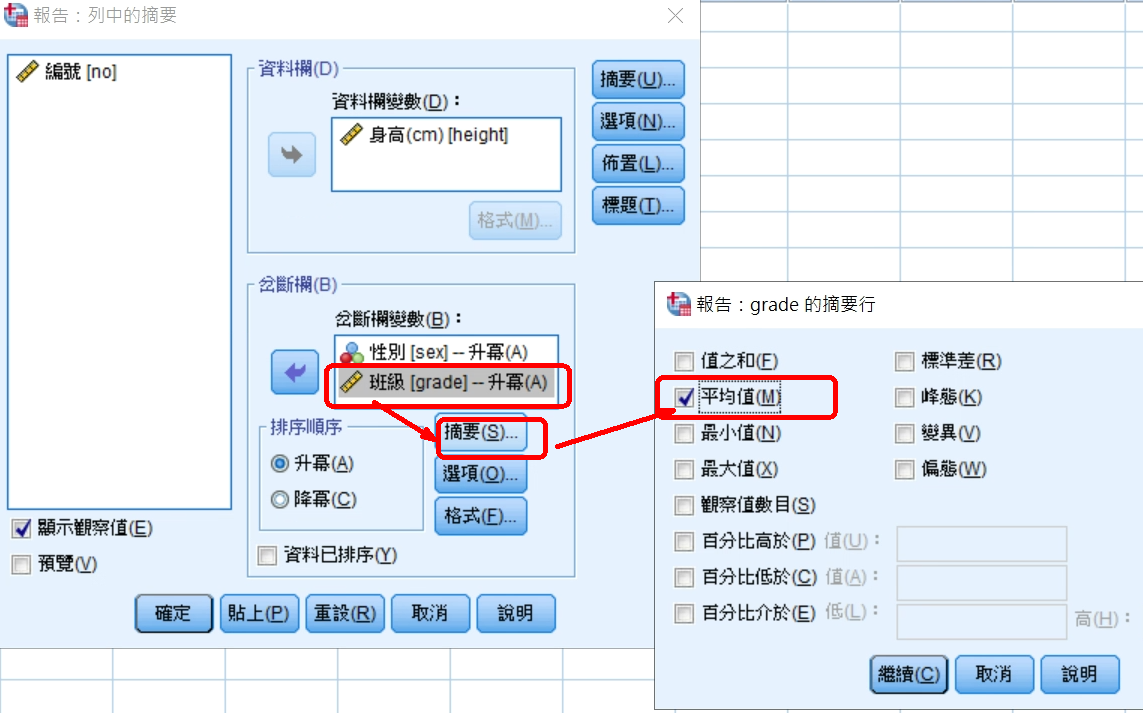 報告：列中的摘要
編號 [no]
顯示觀察值(E)
預覽(V)
資料欄(D)
資料欄變數(D)：
身高(cm) [height]
格式(M)...
摘要(U)...
選項(N)...
佈置(L)...
標題(T)...
岔斷欄(B)
岔斷欄變數(B)：
性別 [sex] -- 升冪(A)
班級 [grade] -- 升冪(A)
排序順序
升冪(A)
降冪(C)
摘要(S)...
選項(O)...
格式(F)...
資料已排序(Y)
確定
貼上(P)
重設(R)
取消
說明
報告：grade 的摘要行
值之和(F)
標準差(R)
平均值(M)
峰態(K)
最小值(N)
變異(V)
最大值(X)
偏態(W)
觀察值數目(S)
百分比高於(P) 值(U)：
百分比低於(C) 值(A)：
百分比介於(E) 低(L)：
高(H)：
繼續(C)
取消
說明